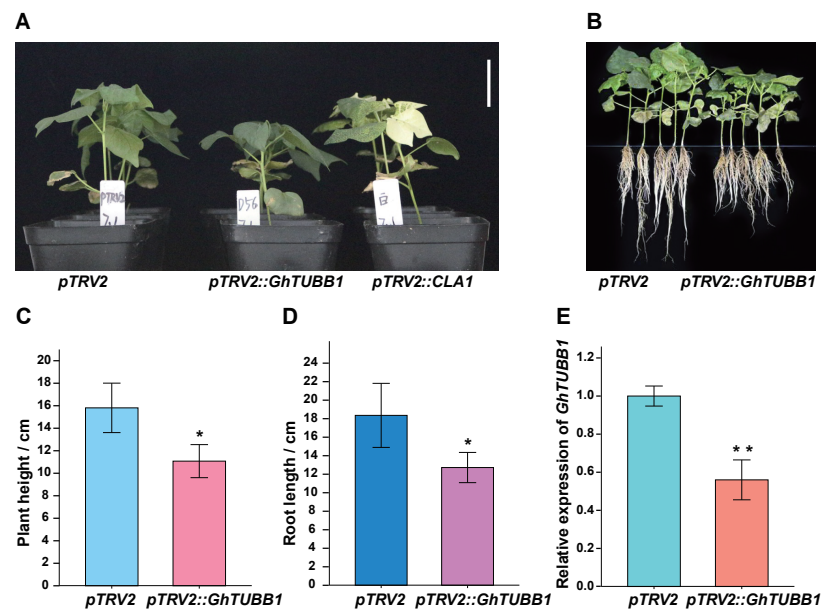 A
B
PTRV2
D56
pTRV2
pTRV2::GhTUBB1
pTRV2::CLA1
pTRV2
pTRV2::GhTUBB1
C
D
E
Plant height / cm
20
18
16
14
12
10
8
6
4
2
0
*
pTRV2
pTRV2::GhTUBB1
Root length / cm
24
22
20
18
16
14
12
10
8
6
4
2
0
*
pTRV2
pTRV2::GhTUBB1
Relative expression of GhTUBB1
1.2
1.0
0.8
0.6
0.4
0.2
0.0
* *
pTRV2
pTRV2::GhTUBB1